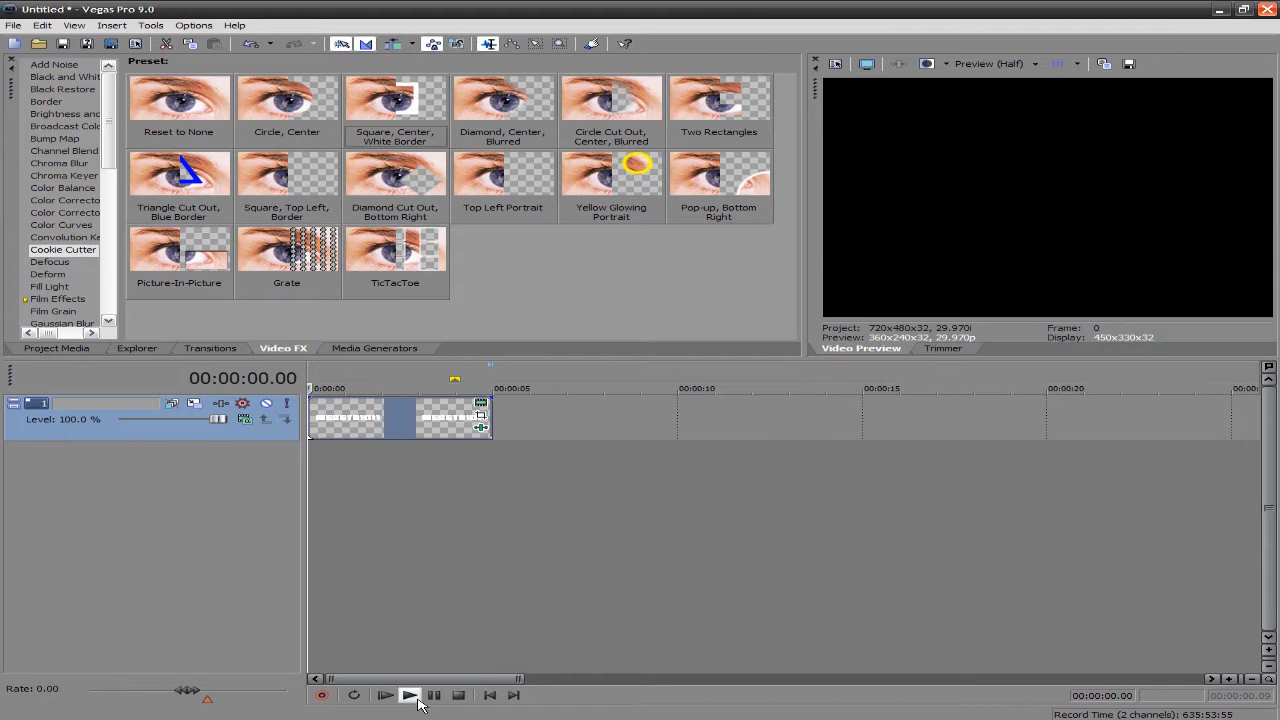 Untitled * - Vegas Pro 9.0
File Edit View Insert Tools Options Help
Add Noise
Black and Whit
Black Restore
Border
Brightness and
Broadcast Colo
Bump Map
Channel Blend
Chroma Blur
Chroma Keyer
Color Balance
Color Correcto
Color Correcto
Color Curves
Convolution Ke
Cookie Cutter
Defocus
Deform
Fill Light
Film Effects
Film Grain
Gaussian Blur
Preset:
Reset to None
Circle, Center
Square, Center, White Border
Diamond, Center, Blurred
Circle Cut Out, Center, Blurred
Two Rectangles
Triangle Cut Out, Blue Border
Square, Top Left, Border
Diamond Cut Out, Bottom Right
Top Left Portrait
Yellow Glowing Portrait
Pop-up, Bottom Right
Picture-In-Picture
Grate
TicTacToe
Project Media Explorer Transitions Video FX Media Generators
Preview (Half)
Project: 720x480x32, 29.970i
Preview: 360x240x32, 29.970p
Frame: 0
Display: 450x330x32
Video Preview Trimmer
00:00:00.00
0:00:00 00:00:05 00:00:10 00:00:15 00:00:20 00:00:
1
Level: 100.0 %
Rate: 0.00
00:00:00.00 00:00:00.09
Record Time (2 channels): 635:53:55